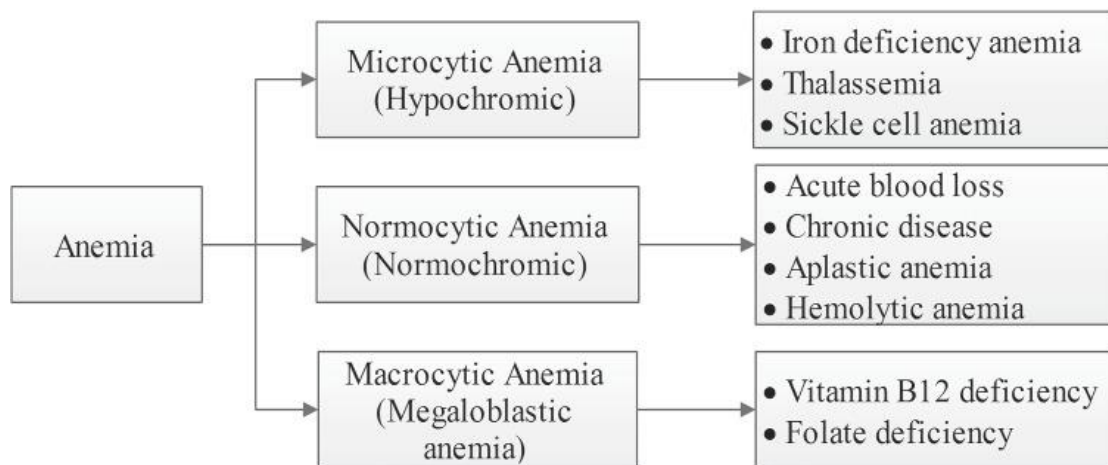 Anemia
Microcytic Anemia
(Hypochromic)
• Iron deficiency anemia
• Thalassemia
• Sickle cell anemia
Normocytic Anemia
(Normochromic)
• Acute blood loss
• Chronic disease
• Aplastic anemia
• Hemolytic anemia
Macrocytic Anemia
(Megaloblastic
anemia)
• Vitamin B12 deficiency
• Folate deficiency